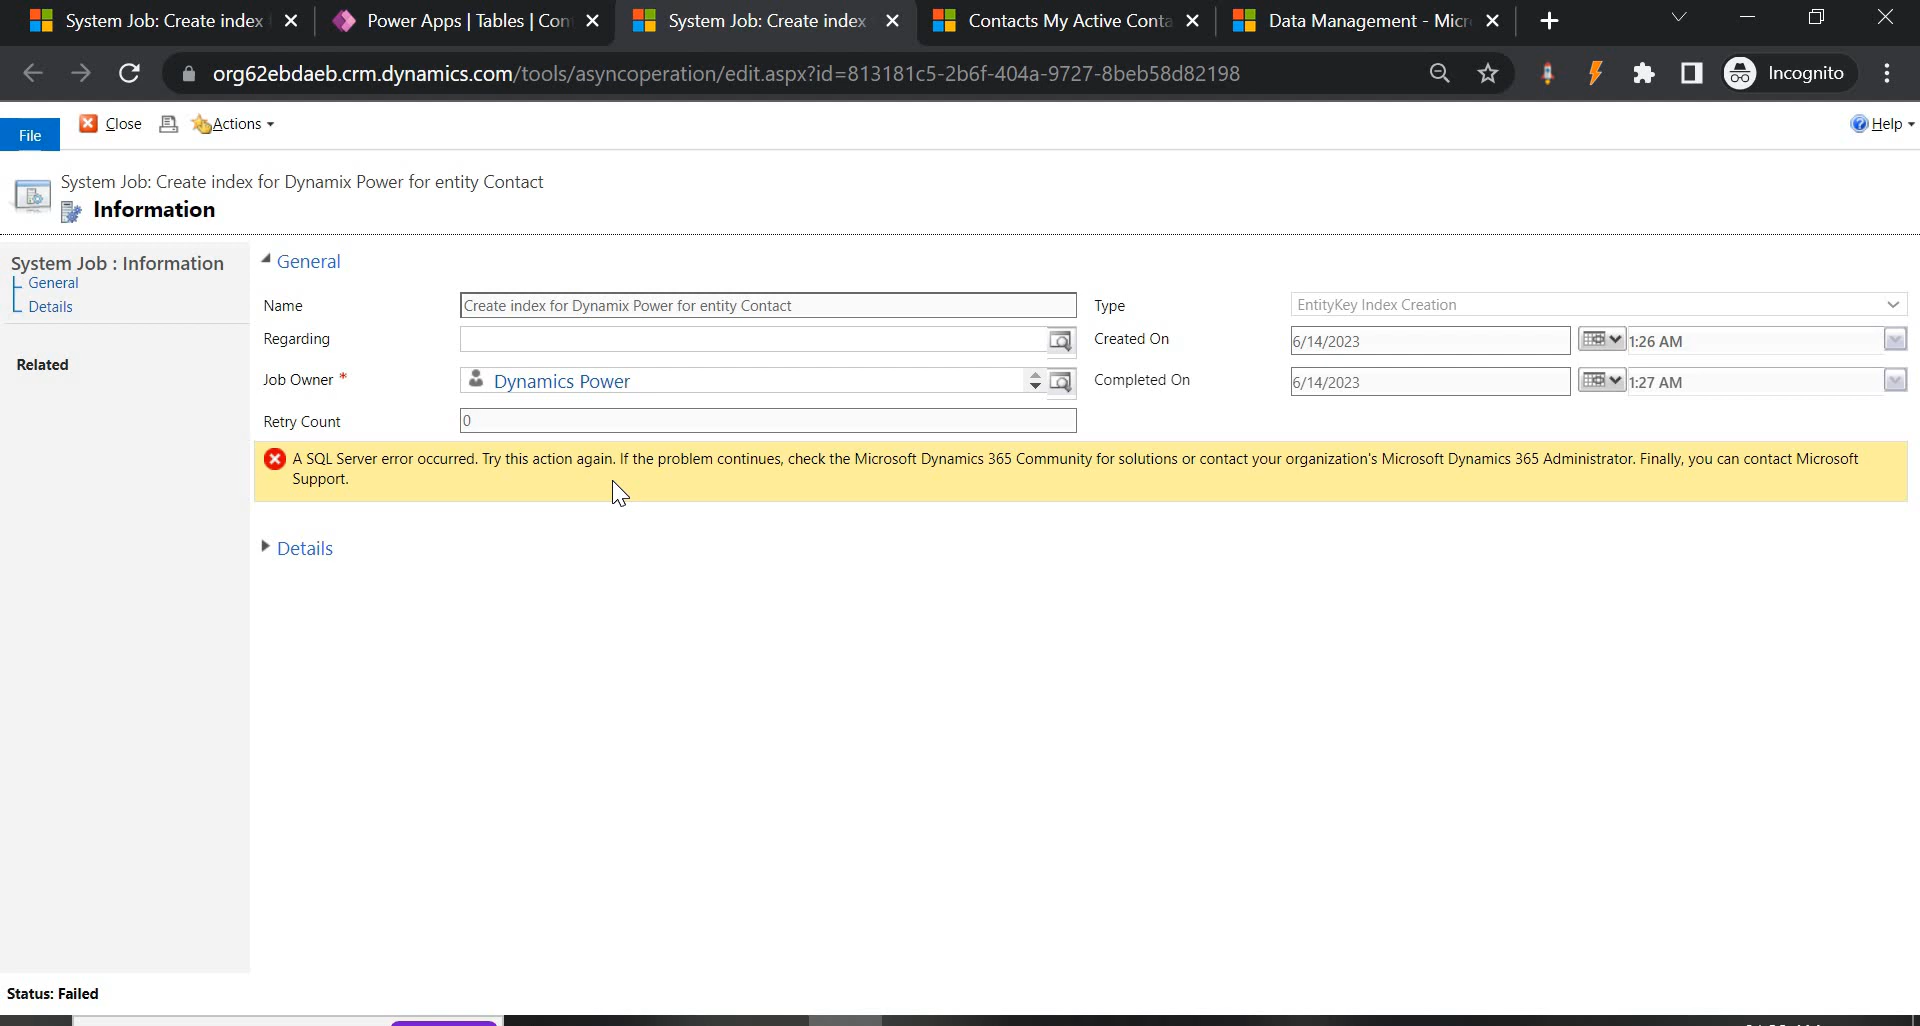 System Job: Create index
Power Apps | Tables | Con
System Job: Create index
Contacts My Active Conta
Data Management - Micr
org62ebdaeb.crm.dynamics.com/tools/asyncoperation/edit.aspx?id=813181c5-2b6f-404a-9727-8beb58d82198
Incognito
File
Close
Actions
Help
System Job: Create index for Dynamix Power for entity Contact
Information
System Job : Information
General
Details
Related
General
Name
Create index for Dynamix Power for entity Contact
Type
EntityKey Index Creation
Regarding
Created On
6/14/2023
1:26 AM
Job Owner *
Dynamics Power
Completed On
6/14/2023
1:27 AM
Retry Count
0
A SQL Server error occurred. Try this action again. If the problem continues, check the Microsoft Dynamics 365 Community for solutions or contact your organization's Microsoft Dynamics 365 Administrator. Finally, you can contact Microsoft
Support.
Details
Status: Failed